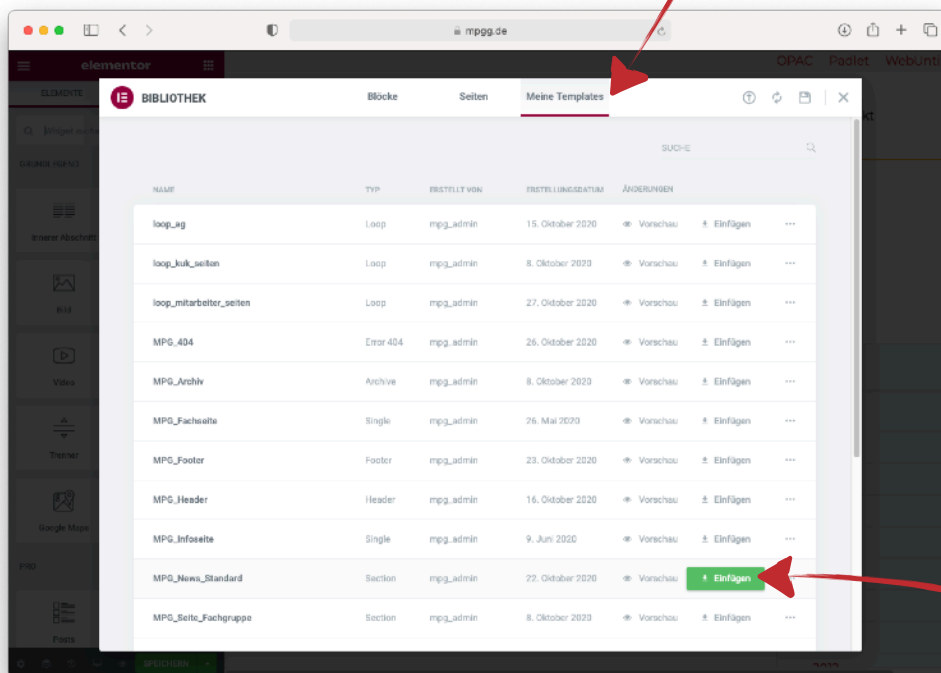 mpgg.de
elementor
OPAC Padlet WebUnti
ELEMENTE
BIBLIOTHEK
Blöcke Seiten Meine Templates
SUCHE
NAME TYP ERSTELLT VON ERSTELLUNGSDATUM ÄNDERUNGEN
loop_ag Loop mpg_admin 15. Oktober 2020 Vorschau Einfügen
loop_kuk_seiten Loop mpg_admin 8. Oktober 2020 Vorschau Einfügen
loop_mitarbeiter_seiten Loop mpg_admin 27. Oktober 2020 Vorschau Einfügen
MPG_404 Error 404 mpg_admin 26. Oktober 2020 Vorschau Einfügen
MPG_Archiv Archive mpg_admin 8. Oktober 2020 Vorschau Einfügen
MPG_Fachseite Single mpg_admin 26. Mai 2020 Vorschau Einfügen
MPG_Footer Footer mpg_admin 23. Oktober 2020 Vorschau Einfügen
MPG_Header Header mpg_admin 16. Oktober 2020 Vorschau Einfügen
MPG_Infoseite Single mpg_admin 9. Juni 2020 Vorschau Einfügen
MPG_News_Standard Section mpg_admin 22. Oktober 2020 Vorschau Einfügen
MPG_Seite_Fachgruppe Section mpg_admin 8. Oktober 2020 Vorschau Einfügen
Innerer Abschnitt
Bild
Video
Trenner
Google Maps
PRO
Posts
SPEICHERN